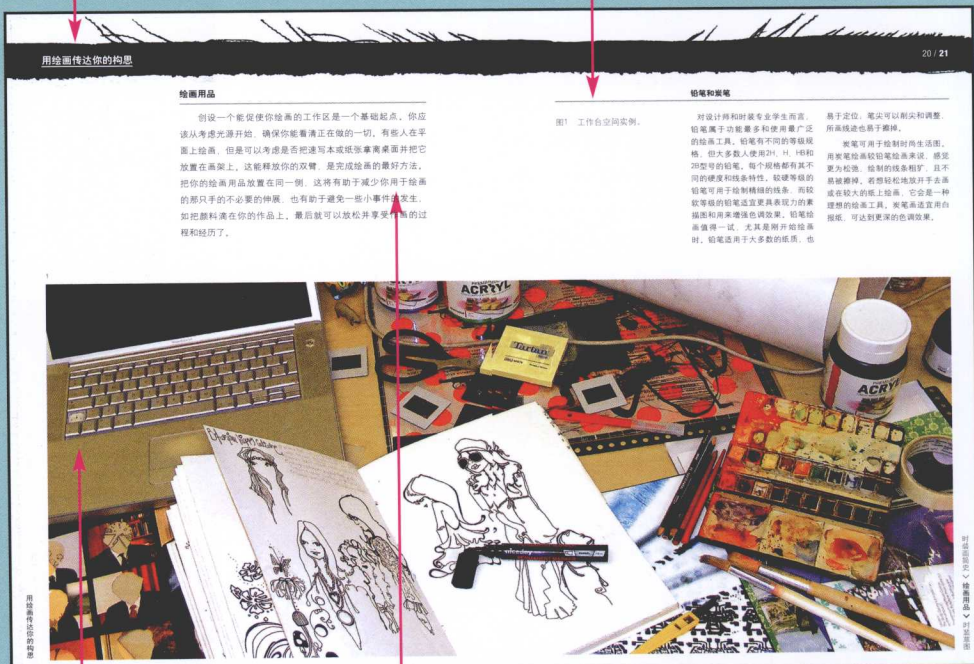 用绘画传达你的构思
20 / 21
绘画用品
创设一个能促使你绘画的工作区是一个基础起点。你应
该从考虑光源开始，确保你能看清正在做的一切。有些人在平
面上绘画，但是可以考虑是否把速写本或纸张拿离桌面并把它
放置在画架上。这能释放你的双臂，是完成绘画的最好方法。
把你的绘画用品放置在同一侧，这将有助于减少你用于绘画
的那只手的不必要的伸展，也有助于避免一些小事件的发生，
如把颜料滴在你的作品上。最后就可以放松并享受作画的过
程和经历了。
图1 工作台空间实例。
铅笔和炭笔
对设计师和时装专业学生而言，
铅笔属于功能最多和使用最广泛
的绘画工具。铅笔有不同的等级规
格，但大多数人使用2H、H、HB和
2B型号的铅笔。每个规格都有其不
同的硬度和线条特性。较硬等级的
铅笔可用于绘制精细的线条，而较
软等级的铅笔适宜更具表现力的素
描图和用来增强色调效果。铅笔绘
画值得一试，尤其是刚开始绘画
时。铅笔适用于大多数的纸质，也
易于定位，笔尖可以削尖和调整，
所画线迹也易于擦掉。
炭笔可用于绘制时尚生活图。
用炭笔绘画较铅笔绘画来说，感觉
更为松弛，绘制的线条粗犷，且不
易被擦掉。若想轻松地放开手去画
或在较大的纸上绘画，它会是一种
理想的绘画工具。炭笔画适宜用白
报纸，可达到更深的色调效果。
1
ACRYL
ACRYL
Tartan
ACRYL
用绘画传达你的构思
时装画简史 > 绘画用品 > 时装草图